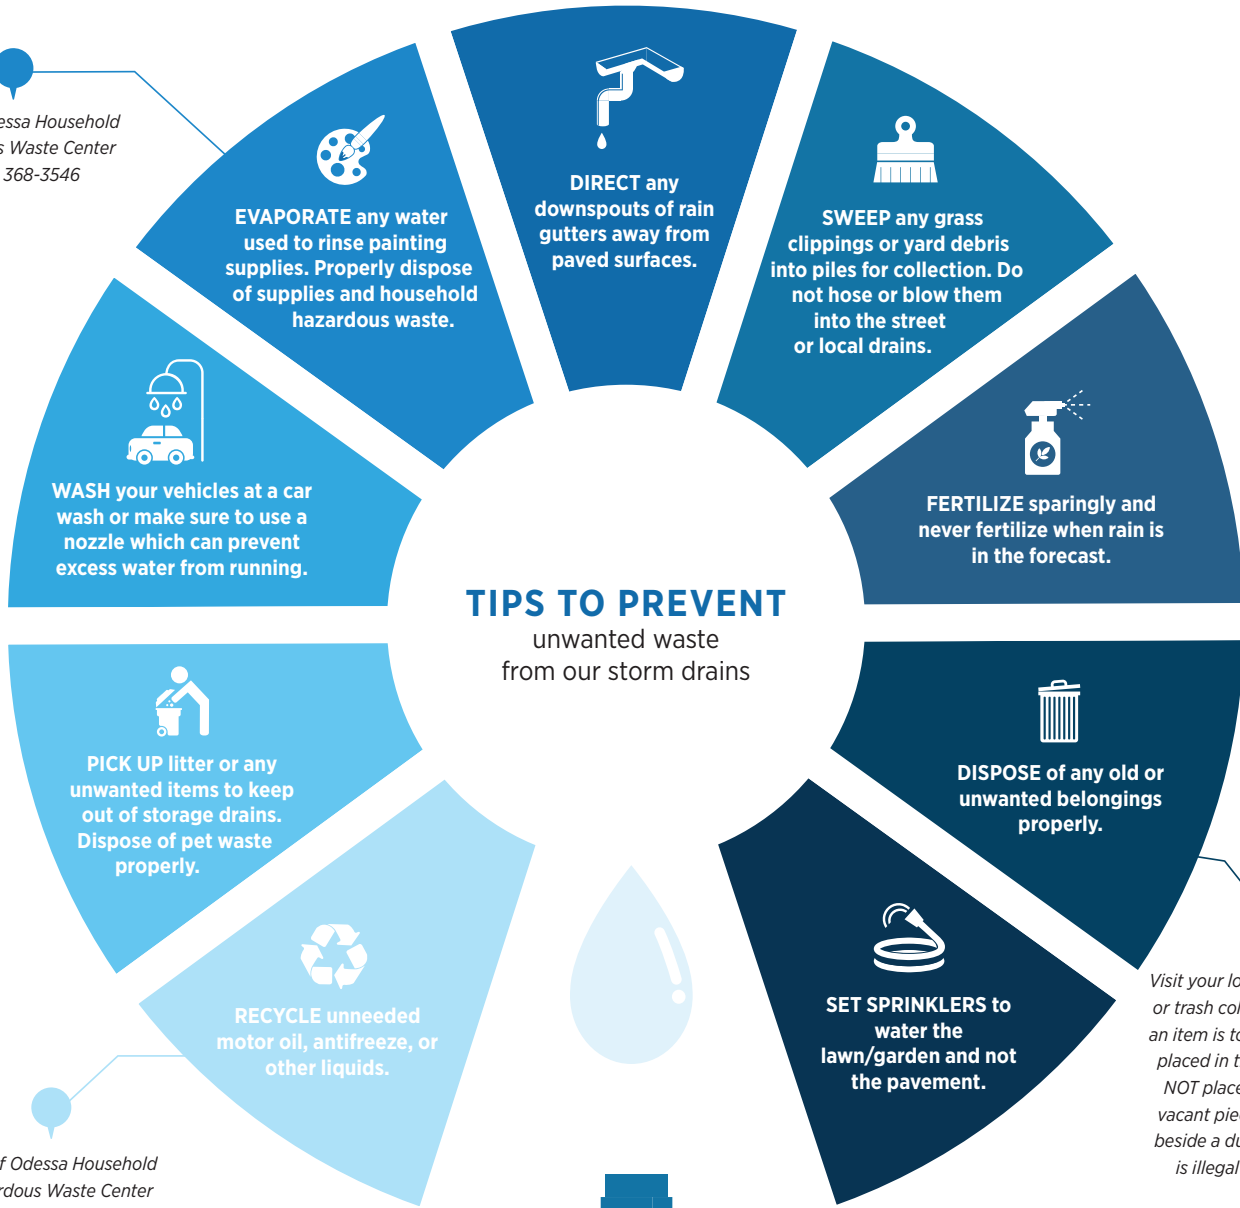 essa Household
s Waste Center
368-3546
EVAPORATE any water
used to rinse painting
supplies. Properly dispose
of supplies and household
hazardous waste.
DIRECT any
downspouts of rain
gutters away from
paved surfaces.
SWEEP any grass
clippings or yard debris
into piles for collection. Do
not hose or blow them
into the street
or local drains.
WASH your vehicles at a car
wash or make sure to use a
nozzle which can prevent
excess water from running.
FERTILIZE sparingly and
never fertilize when rain is
in the forecast.
TIPS TO PREVENT
unwanted waste
from our storm drains
PICK UP litter or any
unwanted items to keep
out of storage drains.
Dispose of pet waste
properly.
DISPOSE of any old or
unwanted belongings
properly.
RECYCLE unneeded
motor oil, antifreeze, or
other liquids.
SET SPRINKLERS to
water the
lawn/garden and not
the pavement.
Visit your lo
or trash col
an item is to
placed in t
NOT place
vacant pie
beside a du
is illegal
f Odessa Household
rdous Waste Center